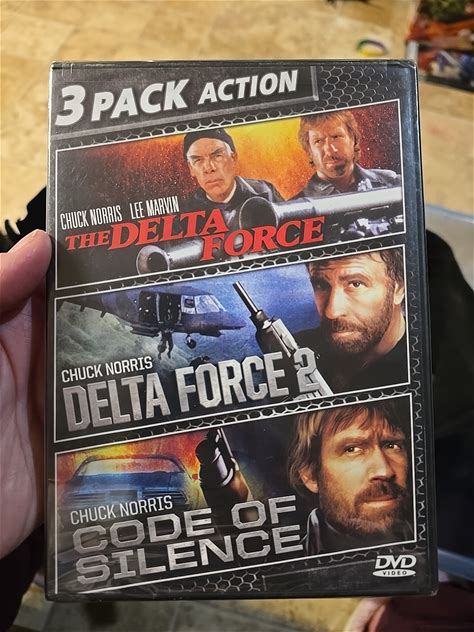 3 PACK ACTION
CHUCK NORRIS LEE MARVIN
THE DELTA
FORCE
CHUCK NORRIS
DELTA FORCE 2
CHUCK NORRIS
CODE OF
SILENCE
DVD
VIDEO